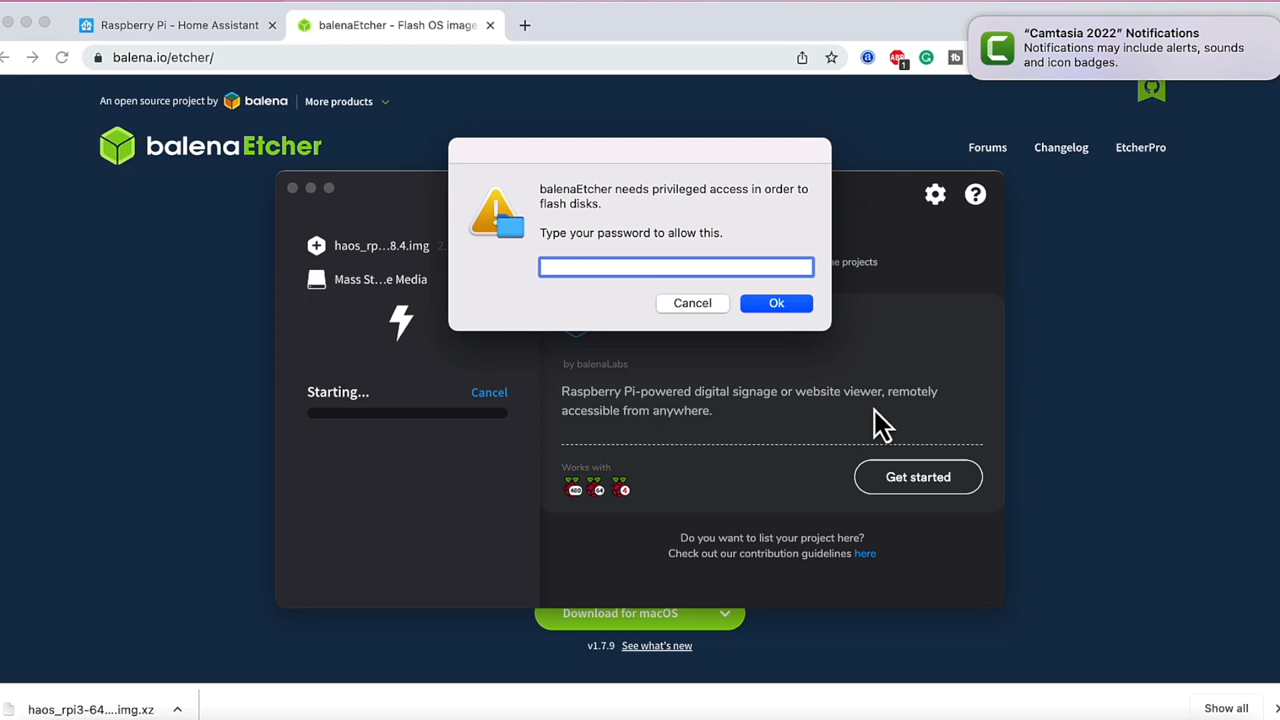 Raspberry Pi - Home Assistant
balenaEtcher - Flash OS image
balena.io/etcher/
"Camtasia 2022" Notifications
Notifications may include alerts, sounds
and icon badges.
An open source project by balena
More products
balenaEtcher
Forums
Changelog
EtcherPro
balenaEtcher needs privileged access in order to
flash disks.
Type your password to allow this.
Cancel
Ok
haos_rp...8.4.img
Mass St...e Media
Starting...
Cancel
e projects
by balenaLabs
Raspberry Pi-powered digital signage or website viewer, remotely
accessible from anywhere.
Works with
400
64
4
Get started
Do you want to list your project here?
Check out our contribution guidelines here
Download for macOS
v1.7.9 See what's new
haos_rpi3-64....img.xz
Show all